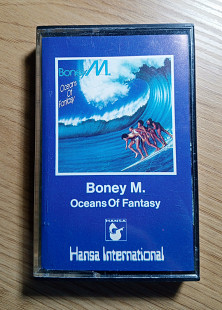 Boney M.
Oceans
Of
Fantasy
Boney M.
Oceans Of Fantasy
HANSA
Hansa International